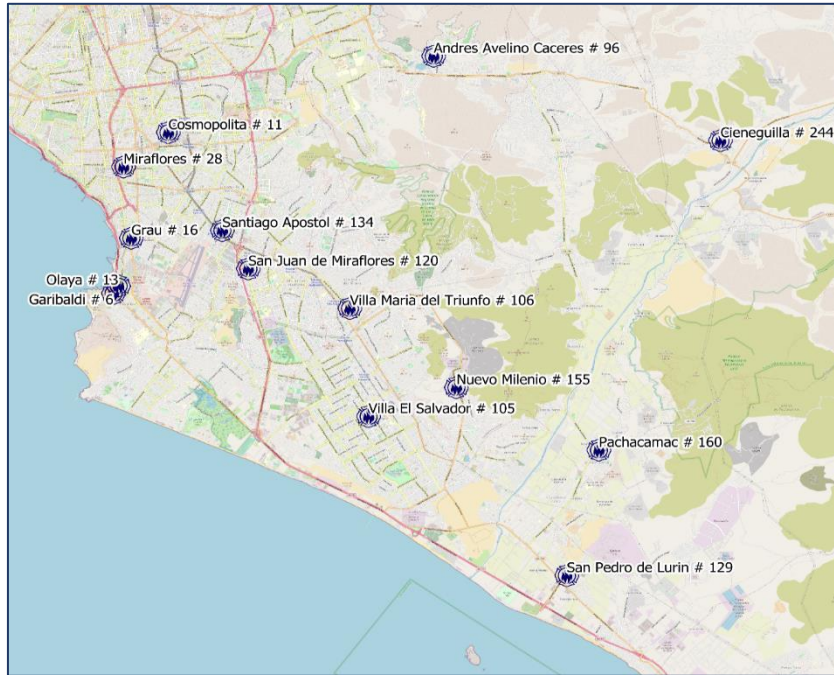 Andres Avelino Caceres # 96
Cosmopolita # 11
Cieneguilla # 244
Miraflores # 28
Santiago Apostol # 134
Grau # 16
San Juan de Miraflores # 120
Olaya # 13
Garibaldi # 6
Villa Maria del Triunfo # 106
Nuevo Milenio # 155
Villa El Salvador # 105
Pachacamac # 160
San Pedro de Lurin # 129